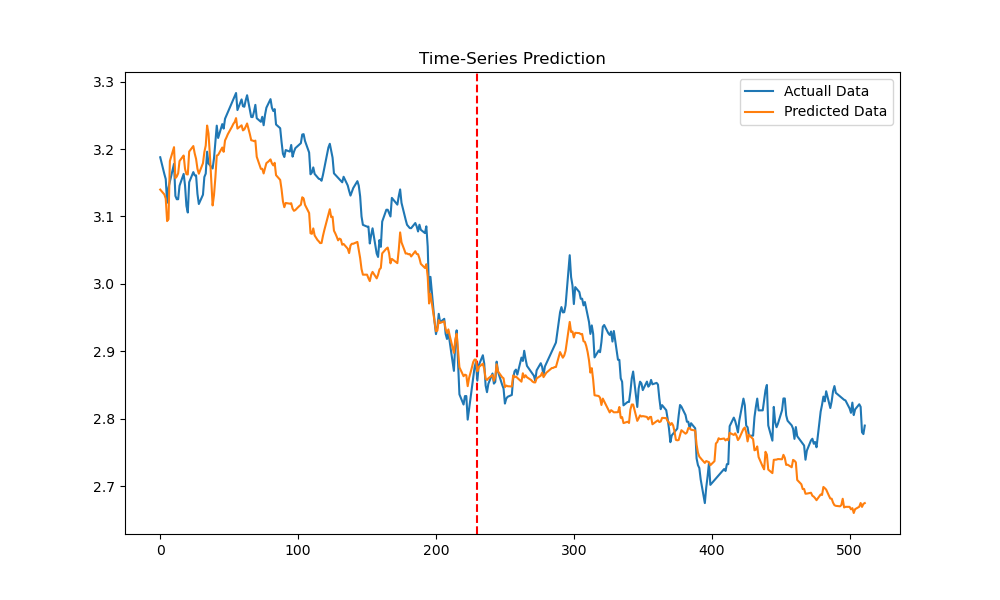 Time-Series Prediction
Actuall Data
Predicted Data
3.3
3.2
3.1
3.0
2.9
2.8
2.7
0 100 200 300 400 500